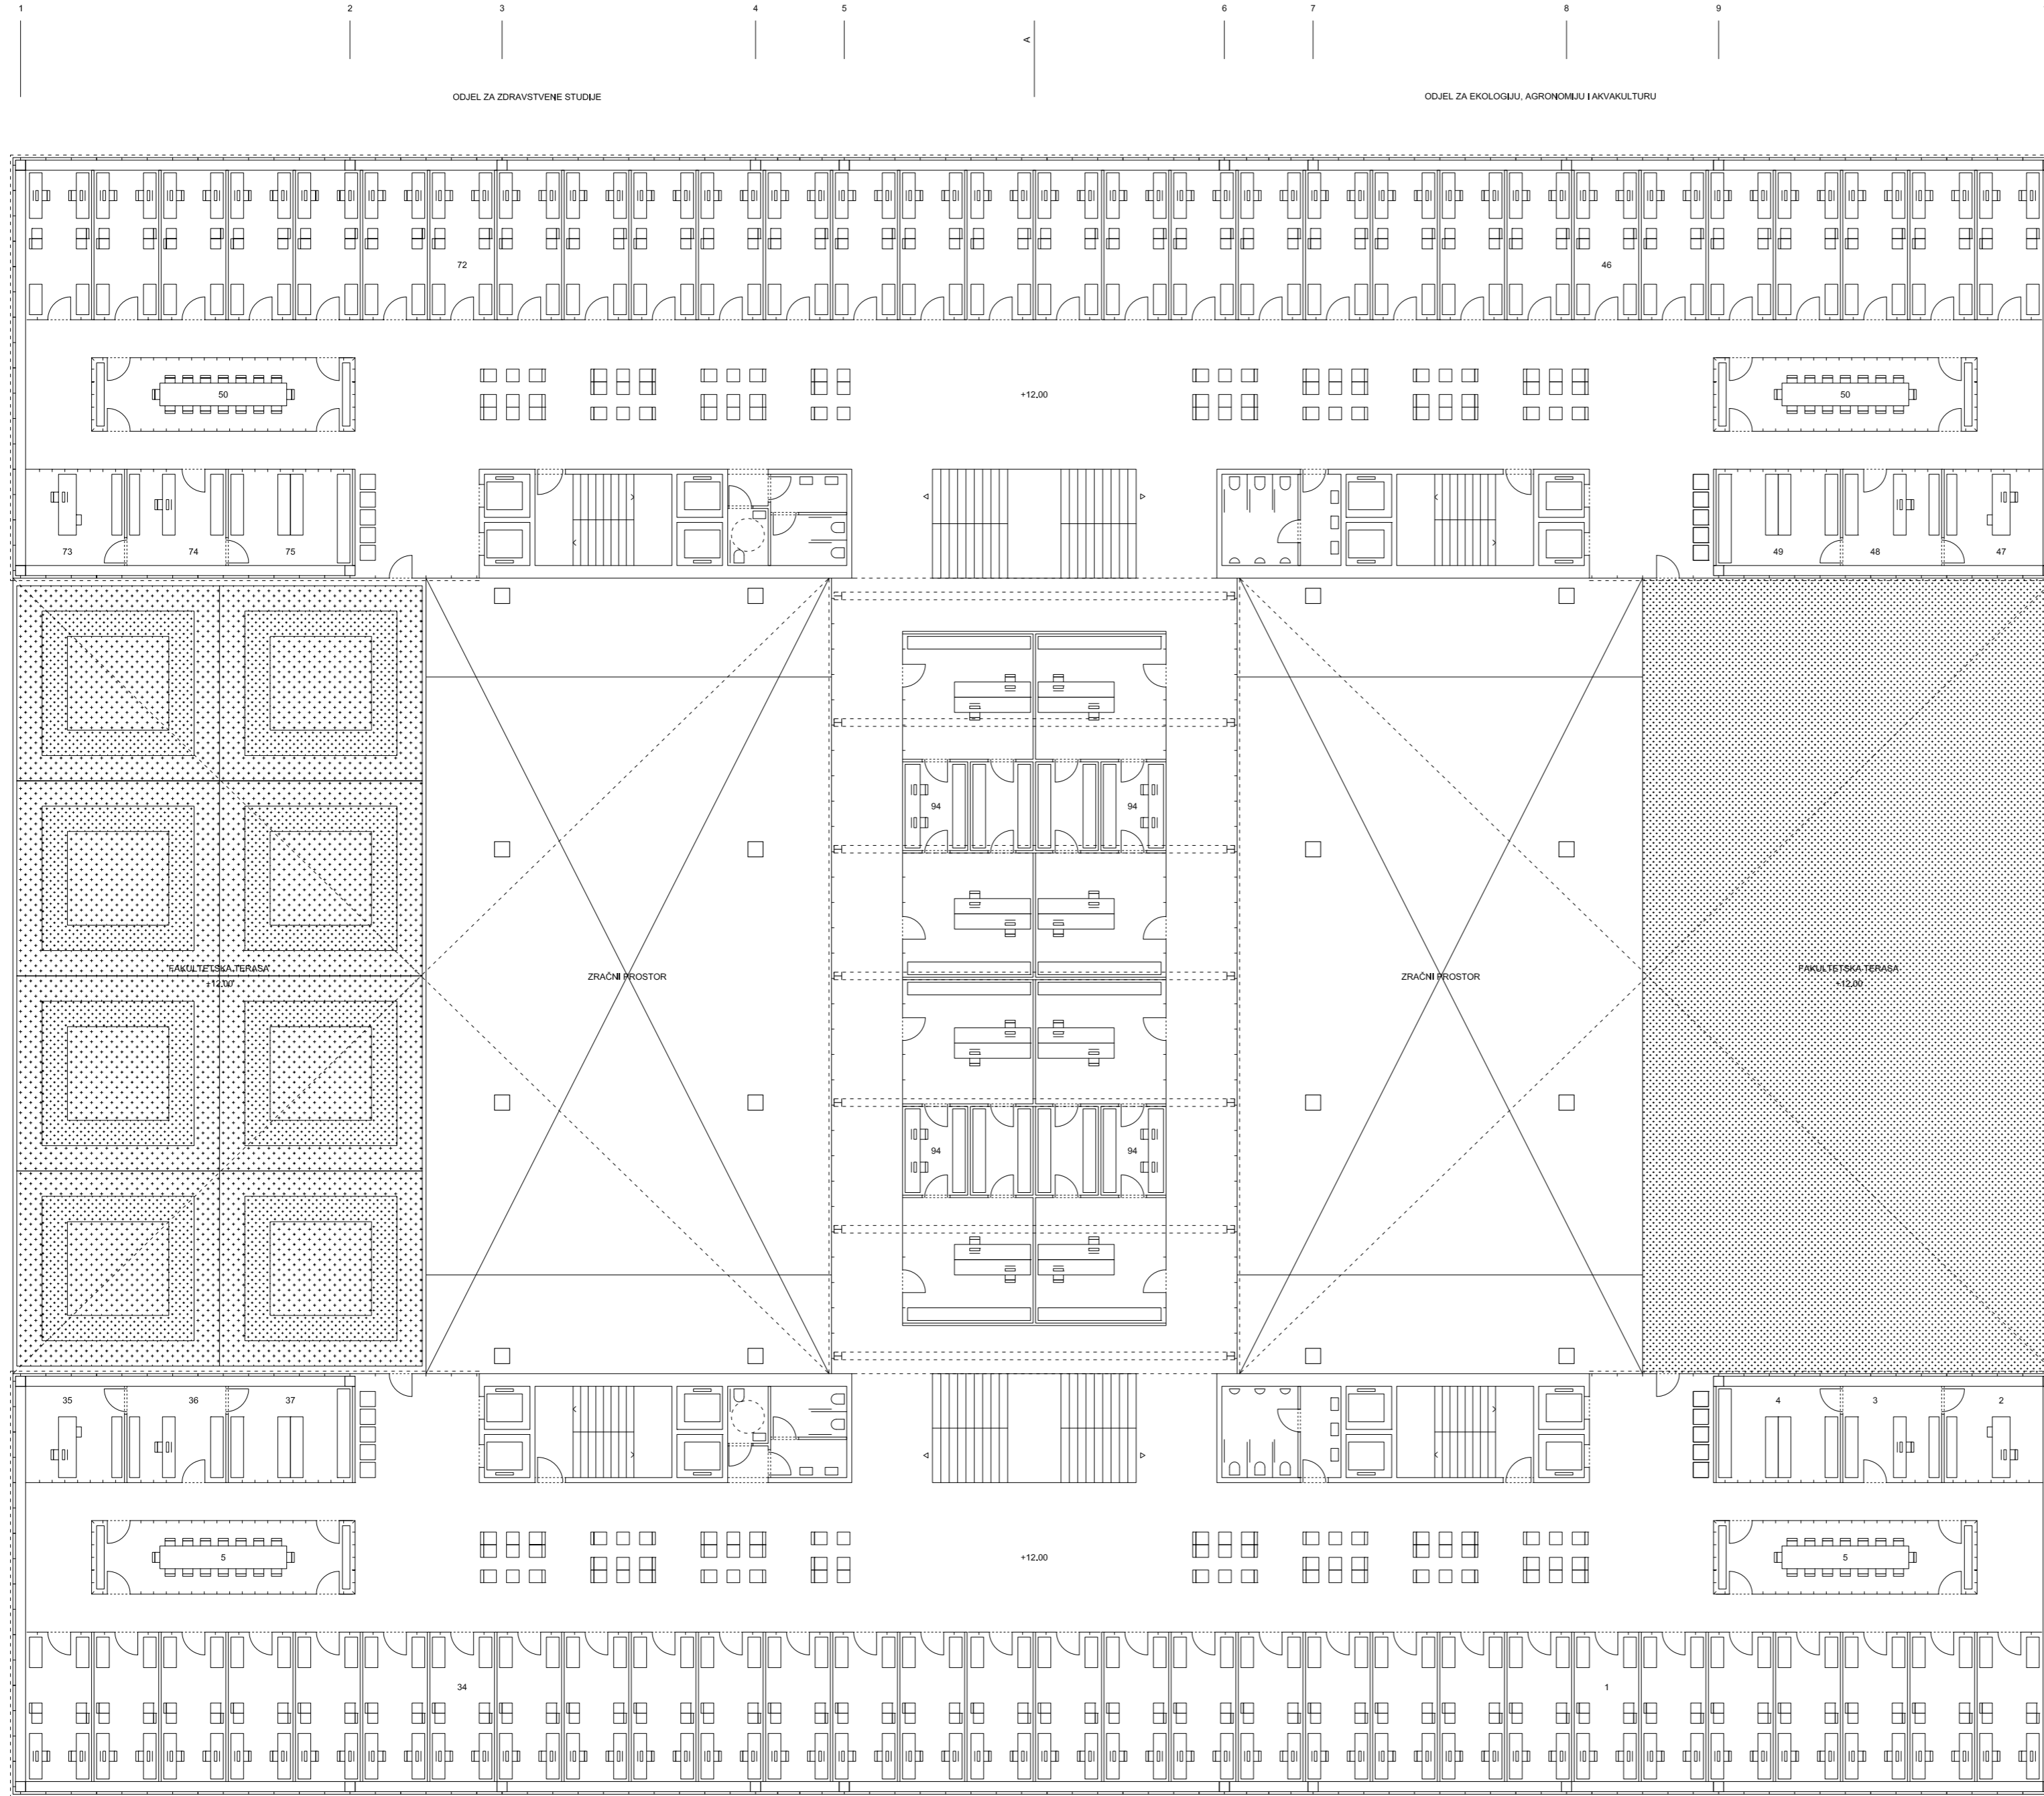 1 2 3 4 5 A 6 7 8 9
ODJEL ZA ZDRAVSTVENE STUDIJE
ODJEL ZA EKOLOGIJU, AGRONOMIJU I AKVAKULTURU
72 46
50 +12.00 50
73 74 75 49 48 47
94 94
FAKULTETSKA TERASA
+12.00
ZRAČNI PROSTOR
ZRAČNI PROSTOR
FAKULTETSKA TERASA
+12.00
94 94
35 36 37 4 3 2
5 +12.00 5
34 1